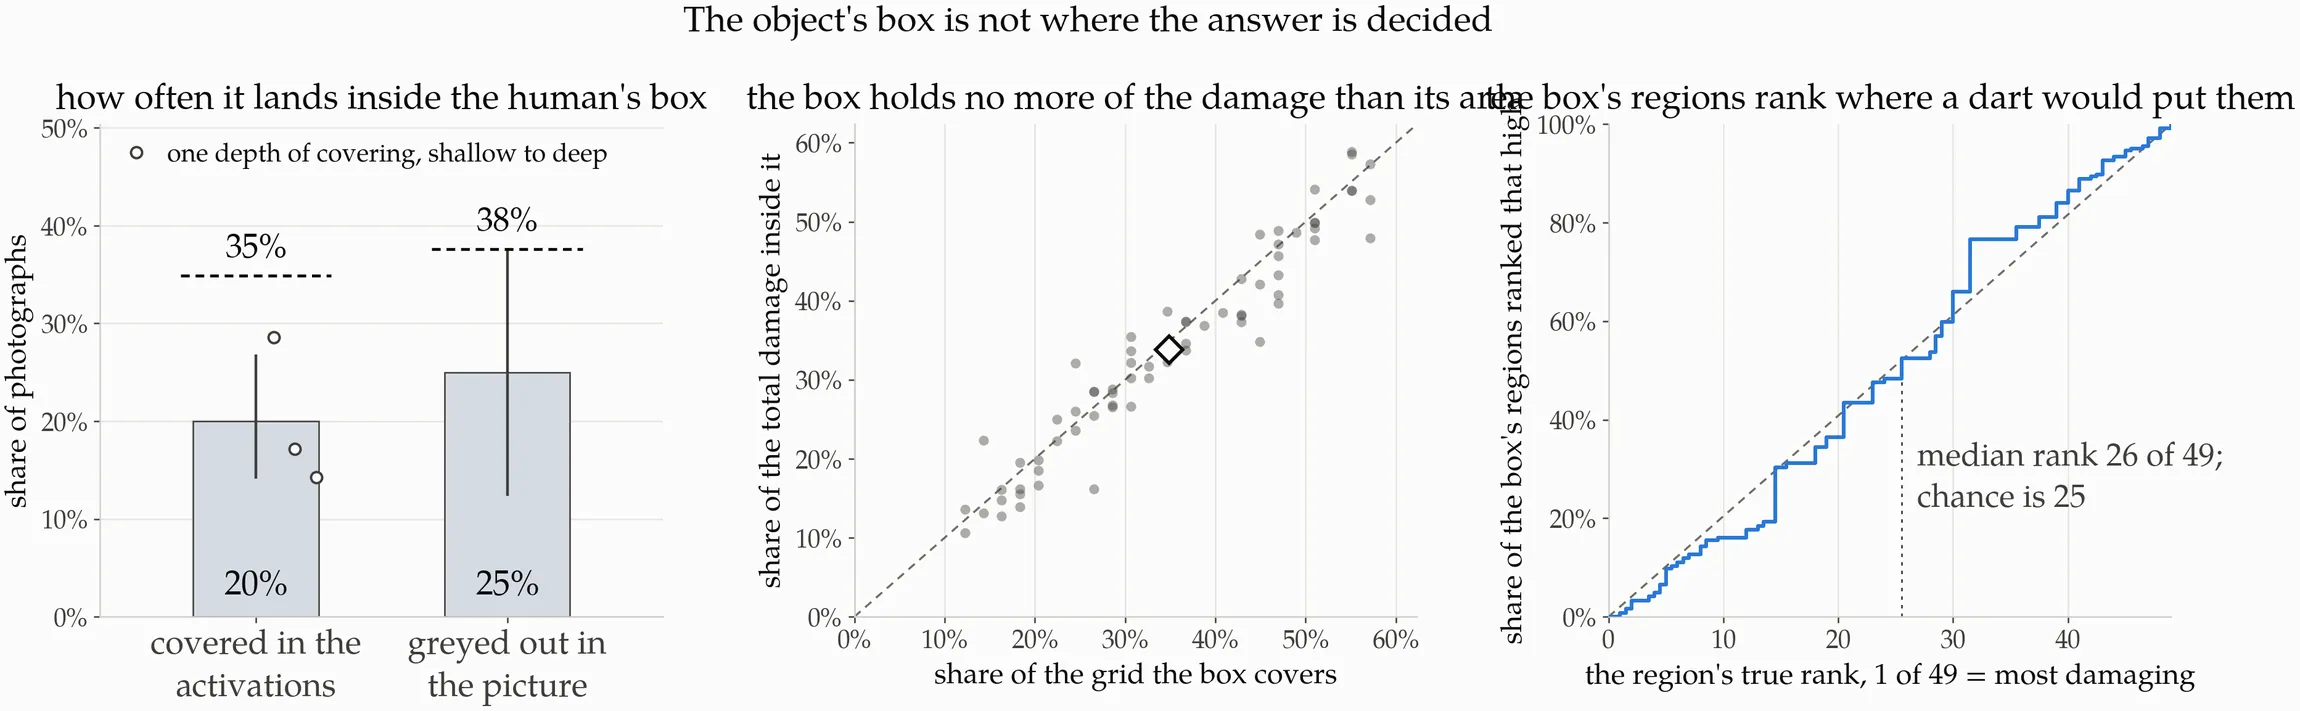 The object's box is not where the answer is decided
how often it lands inside the human's box
share of photographs
50%
40%
30%
20%
10%
0%
one depth of covering, shallow to deep
35%
38%
20%
25%
covered in the
activations
greyed out in
the picture
the box holds no more of the damage than its area
share of the total damage inside it
60%
50%
40%
30%
20%
10%
0%
0%
10%
20%
30%
40%
50%
60%
share of the grid the box covers
the box's regions rank where a dart would put them
share of the box's regions ranked that high
100%
80%
60%
40%
20%
0%
median rank 26 of 49;
chance is 25
0
10
20
30
40
the region's true rank, 1 of 49 = most damaging